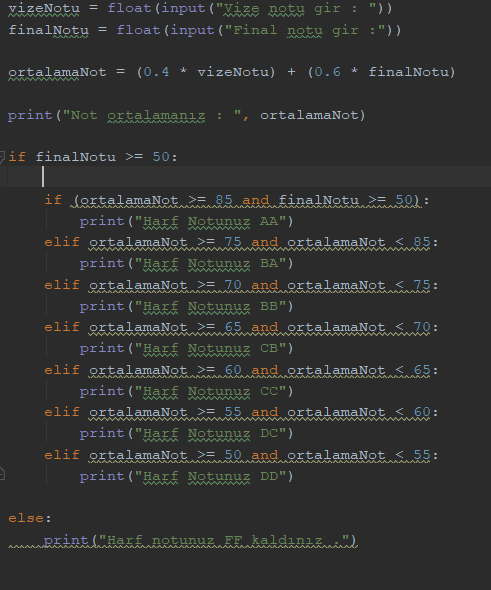 vizeNotu = float(input("Vize notu gir : "))
finalNotu = float(input("Final notu gir :"))
ortalamaNot = (0.4 * vizeNotu) + (0.6 * finalNotu)
print("Not ortalamanız : ", ortalamaNot)
if finalNotu >= 50:
if (ortalamaNot >= 85 and finalNotu >= 50):
print("Harf Notunuz AA")
elif ortalamaNot >= 75 and ortalamaNot < 85:
print("Harf Notunuz BA")
elif ortalamaNot >= 70 and ortalamaNot < 75:
print("Harf Notunuz BB")
elif ortalamaNot >= 65 and ortalamaNot < 70:
print("Harf Notunuz CB")
elif ortalamaNot >= 60 and ortalamaNot < 65:
print("Harf Notunuz CC")
elif ortalamaNot >= 55 and ortalamaNot < 60:
print("Harf Notunuz DC")
elif ortalamaNot >= 50 and ortalamaNot < 55:
print("Harf Notunuz DD")
else:
print("Harf notunuz FF kaldınız .")